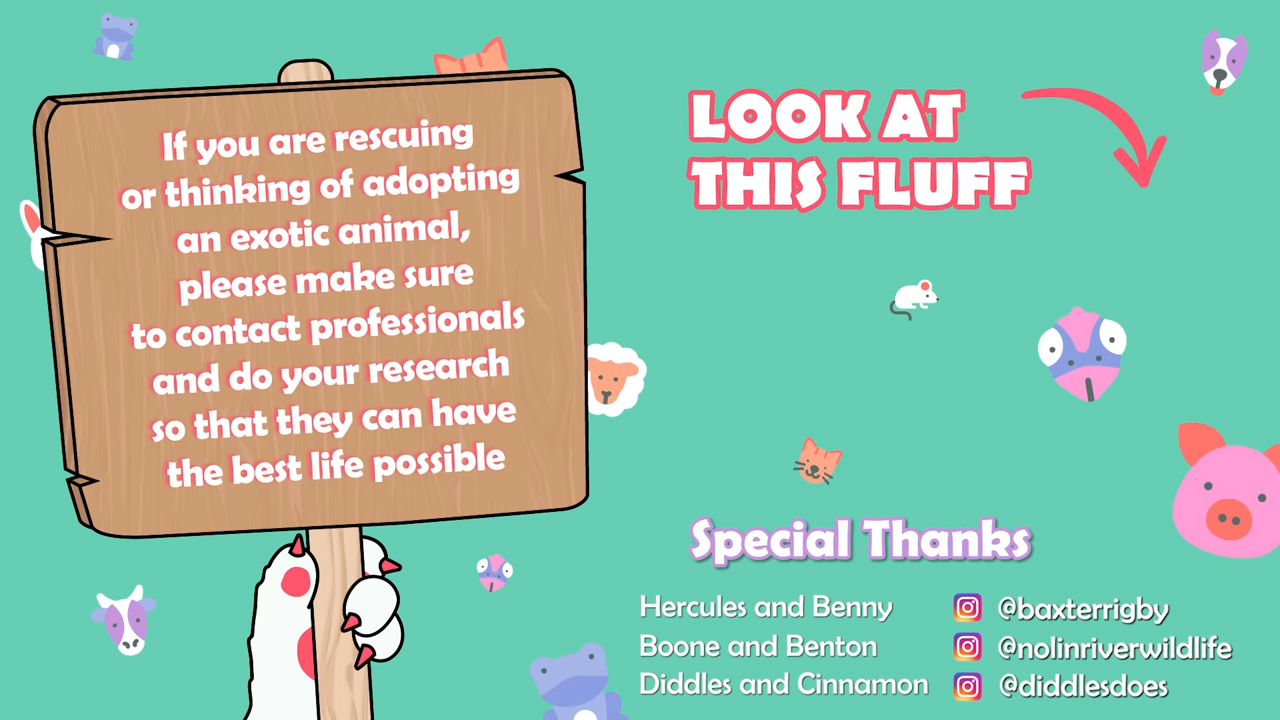 If you are rescuing
or thinking of adopting
an exotic animal,
please make sure
to contact professionals
and do your research
so that they can have
the best life possible
LOOK AT
THIS FLUFF
Special Thanks
Hercules and Benny @baxterrigby
Boone and Benton @nolinriverwildlife
Diddles and Cinnamon @diddlesdoes